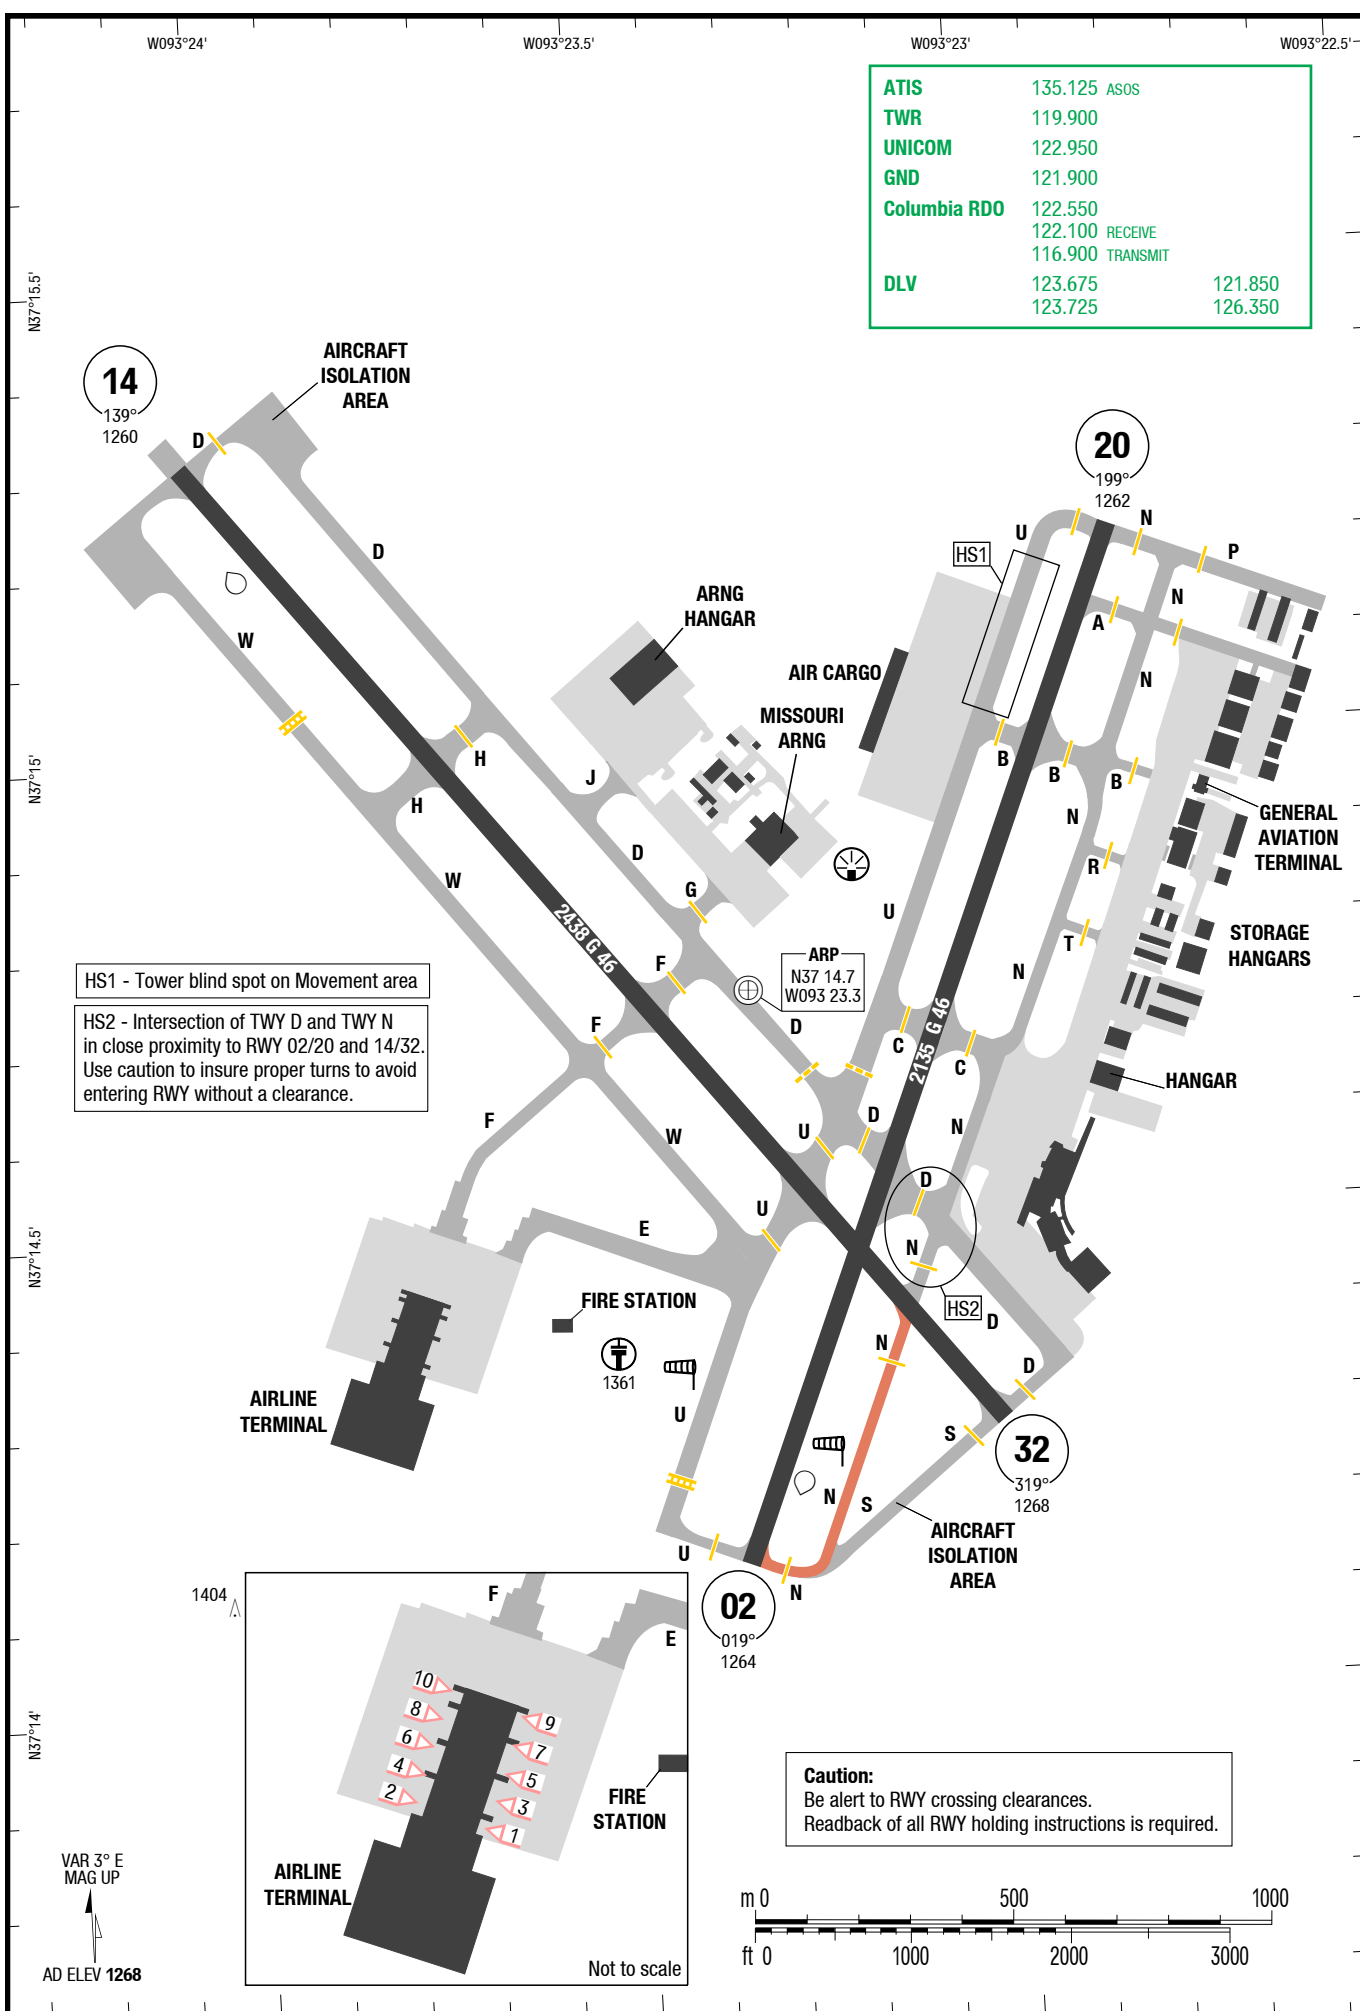 W093°24'
W093°23.5'
W093°23'
W093°22.5'
ATIS 135.125 ASOS
TWR 119.900
UNICOM 122.950
GND 121.900
Columbia RDO 122.550
122.100 RECEIVE
116.900 TRANSMIT
DLV 123.675 121.850
123.725 126.350
N37°15.5'
AIRCRAFT
ISOLATION
AREA
14
139°
1260
D
20
199°
1262
U
N
P
HS1
D
ARNG
HANGAR
N
A
W
AIR CARGO
N
MISSOURI
ARNG
H
B
B
B
J
N37°15'
H
GENERAL
AVIATION
TERMINAL
N
D
R
W
G
U
2438 G 46
STORAGE
HANGARS
T
F
ARP
N37 14.7
W093 23.3
N
HS1 - Tower blind spot on Movement area
HS2 - Intersection of TWY D and TWY N
in close proximity to RWY 02/20 and 14/32.
Use caution to insure proper turns to avoid
entering RWY without a clearance.
F
D
2135 G 46
C
C
HANGAR
F
W
U
D
N
D
U
E
N
N37°14.5'
FIRE STATION
HS2
D
1361
N
D
AIRLINE
TERMINAL
U
S
32
319°
1268
N
S
AIRCRAFT
ISOLATION
AREA
U
N
02
019°
1264
1404
F
E
10
8
6
4
2
9
7
5
3
1
FIRE
STATION
AIRLINE
TERMINAL
Not to scale
N37°14'
Caution:
Be alert to RWY crossing clearances.
Readback of all RWY holding instructions is required.
VAR 3° E
MAG UP
AD ELEV 1268
m 0 500 1000
ft 0 1000 2000 3000